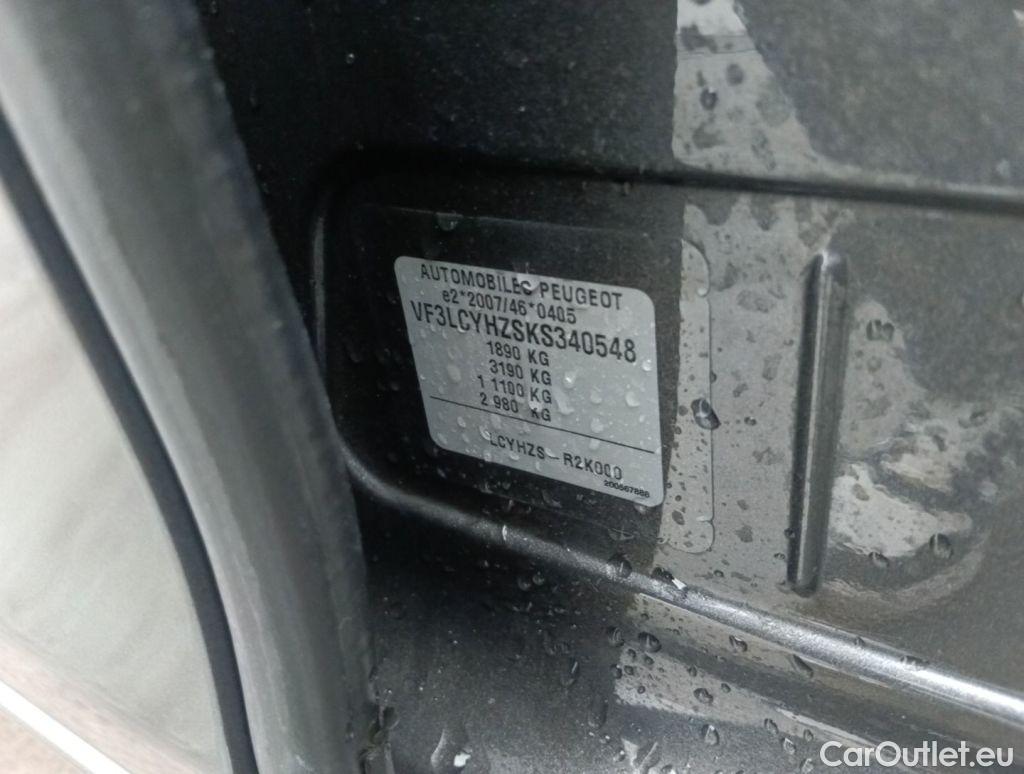 AUTOMOBILES PEUGEOT
e2*2007/46*0405
VF3LCYHZSKS340548
1890 KG
3190 KG
1 1100 KG
2 980 KG
LCYHZS-R2K000
200567888
CarOutlet.eu